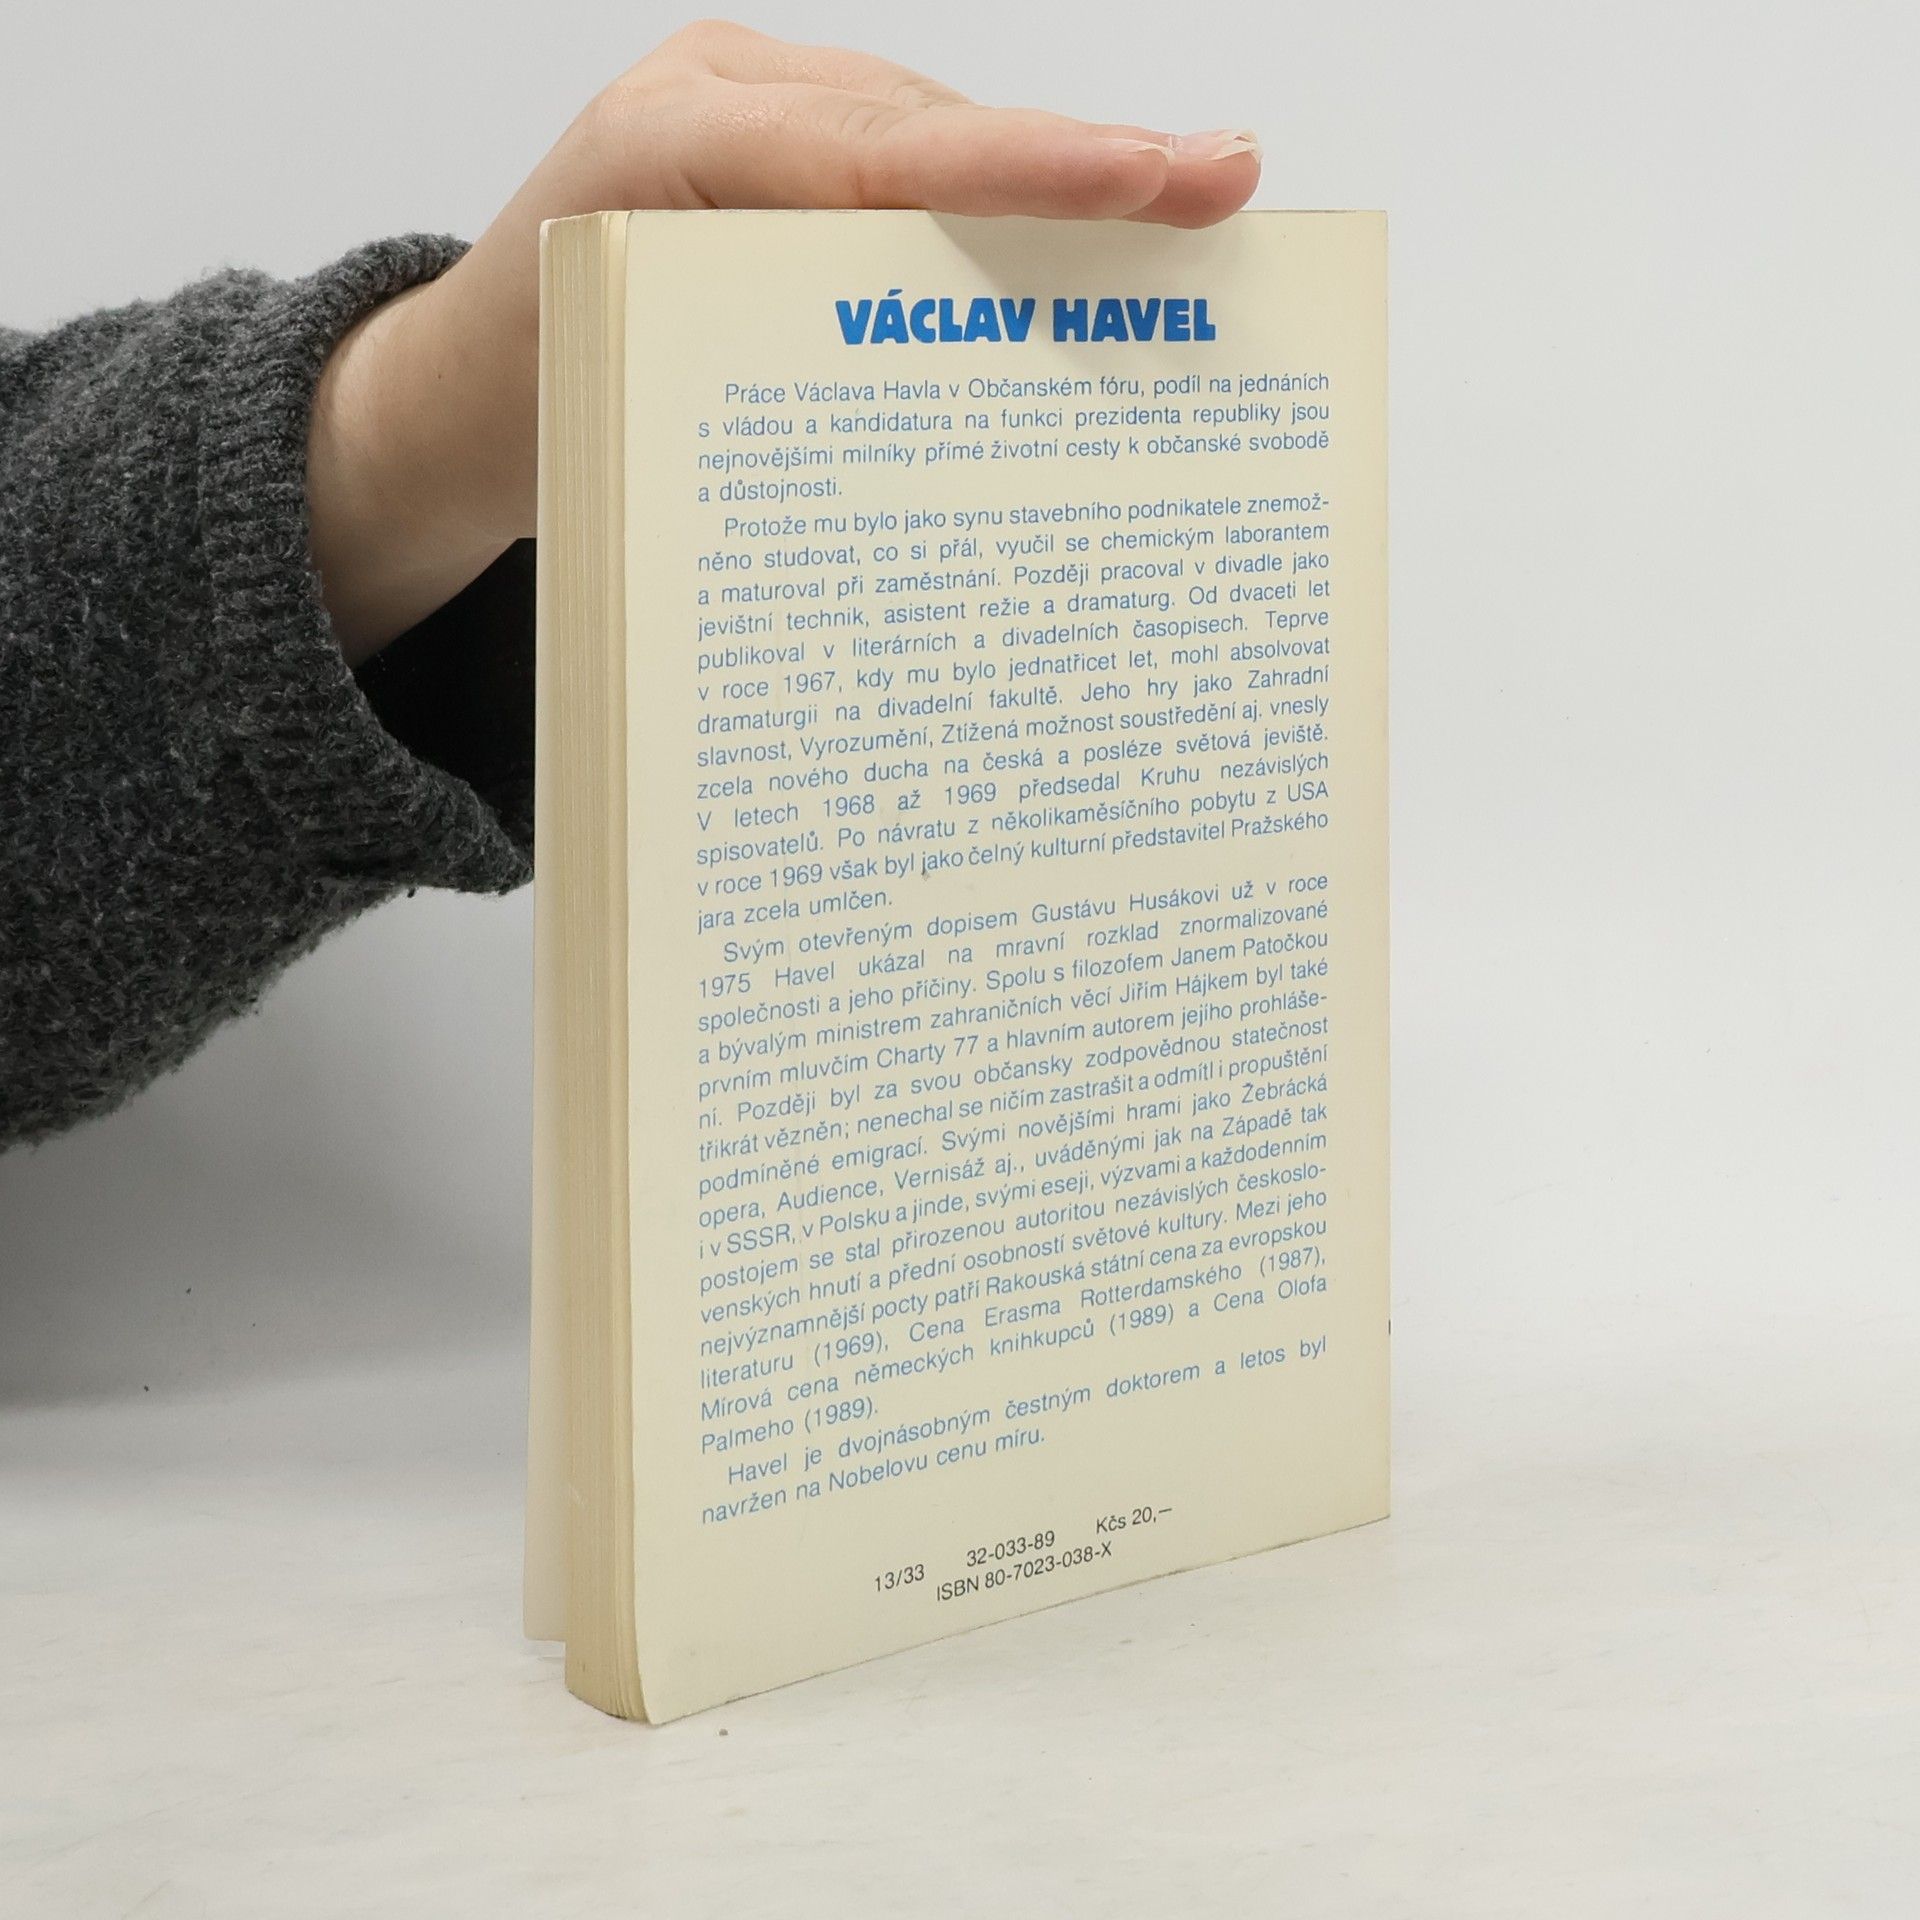 VÁCLAV HAVEL
Práce Václava Havla v Občanském fóru, podíl na jednáních
s vládou a kandidatura na funkci prezidenta republiky jsou
nejnovějšími milníky přímé životní cesty k občanské svobodě
a důstojnosti.
Protože mu bylo jako synu stavebního podnikatele znemož-
něno studovat, co si přál, vyučil se chemickým laborantem
a maturoval při zaměstnání. Později pracoval v divadle jako
jevištní technik, asistent režie a dramaturg. Od dvaceti let
publikoval v literárních a divadelních časopisech. Teprve
v roce 1967, kdy mu bylo jednatřicet let, mohl absolvovat
dramaturgii na divadelní fakultě. Jeho hry jako Zahradní
slavnost, Vyrozumění, Ztížená možnost soustředění aj. vnesly
zcela nového ducha na česká a posléze světová jeviště.
V letech 1968 až 1969 předsedal Kruhu nezávislých
spisovatelů. Po návratu z několikaměsíčního pobytu z USA
v roce 1969 však byl jako čelný kulturní představitel Pražského
jara zcela umlčen.
Svým otevřeným dopisem Gustávu Husákovi už v roce
1975 Havel ukázal na mravní rozklad znormalizované
společnosti a jeho příčiny. Spolu s filozofem Janem Patočkou
a bývalým ministrem zahraničních věcí Jiřím Hájkem byl také
prvním mluvčím Charty 77 a hlavním autorem jejího prohláše-
ní. Později byl za svou občansky zodpovědnou statečnost
třikrát vězněn; nenechal se ničím zastrašit a odmítl i propuštění
podmíněné emigrací. Svými novějšími hrami jako Žebrácká
opera, Audience, Vernisáž aj., uváděnými jak na Západě tak
i v SSSR, v Polsku a jinde, svými eseji, výzvami a každodenním
postojem se stal přirozenou autoritou nezávislých českoslo-
venských hnutí a přední osobností světové kultury. Mezi jeho
nejvýznamnější pocty patří Rakouská státní cena za evropskou
literaturu (1969), Cena Erasma Rotterdamského (1987),
Mírová cena německých knihkupců (1989) a Cena Olofa
Palmeho (1989).
Havel je dvojnásobným čestným doktorem a letos byl
navržen na Nobelovu cenu míru.
13/33 32-033-89 Kčs 20,—
ISBN 80-7023-038-X